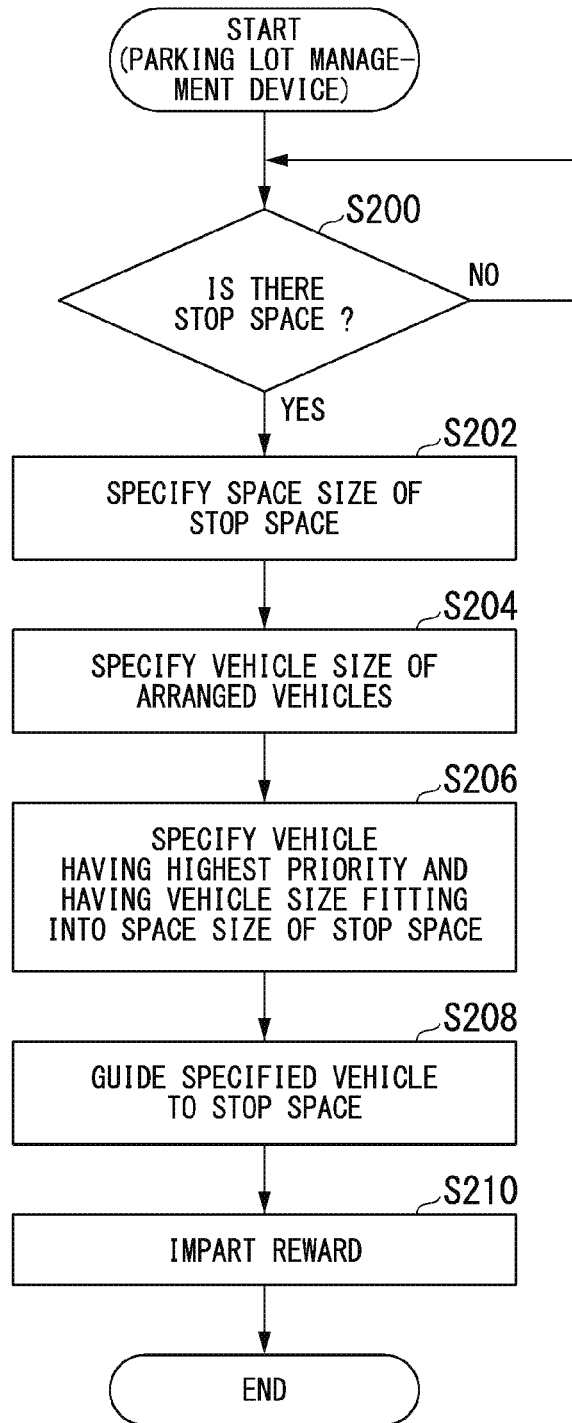 START
(PARKING LOT MANAGE-
MENT DEVICE)
S200
IS THERE
STOP SPACE ?
NO
YES
S202
SPECIFY SPACE SIZE OF
STOP SPACE
S204
SPECIFY VEHICLE SIZE OF
ARRANGED VEHICLES
S206
SPECIFY VEHICLE
HAVING HIGHEST PRIORITY AND
HAVING VEHICLE SIZE FITTING
INTO SPACE SIZE OF STOP SPACE
S208
GUIDE SPECIFIED VEHICLE
TO STOP SPACE
S210
IMPART REWARD
END